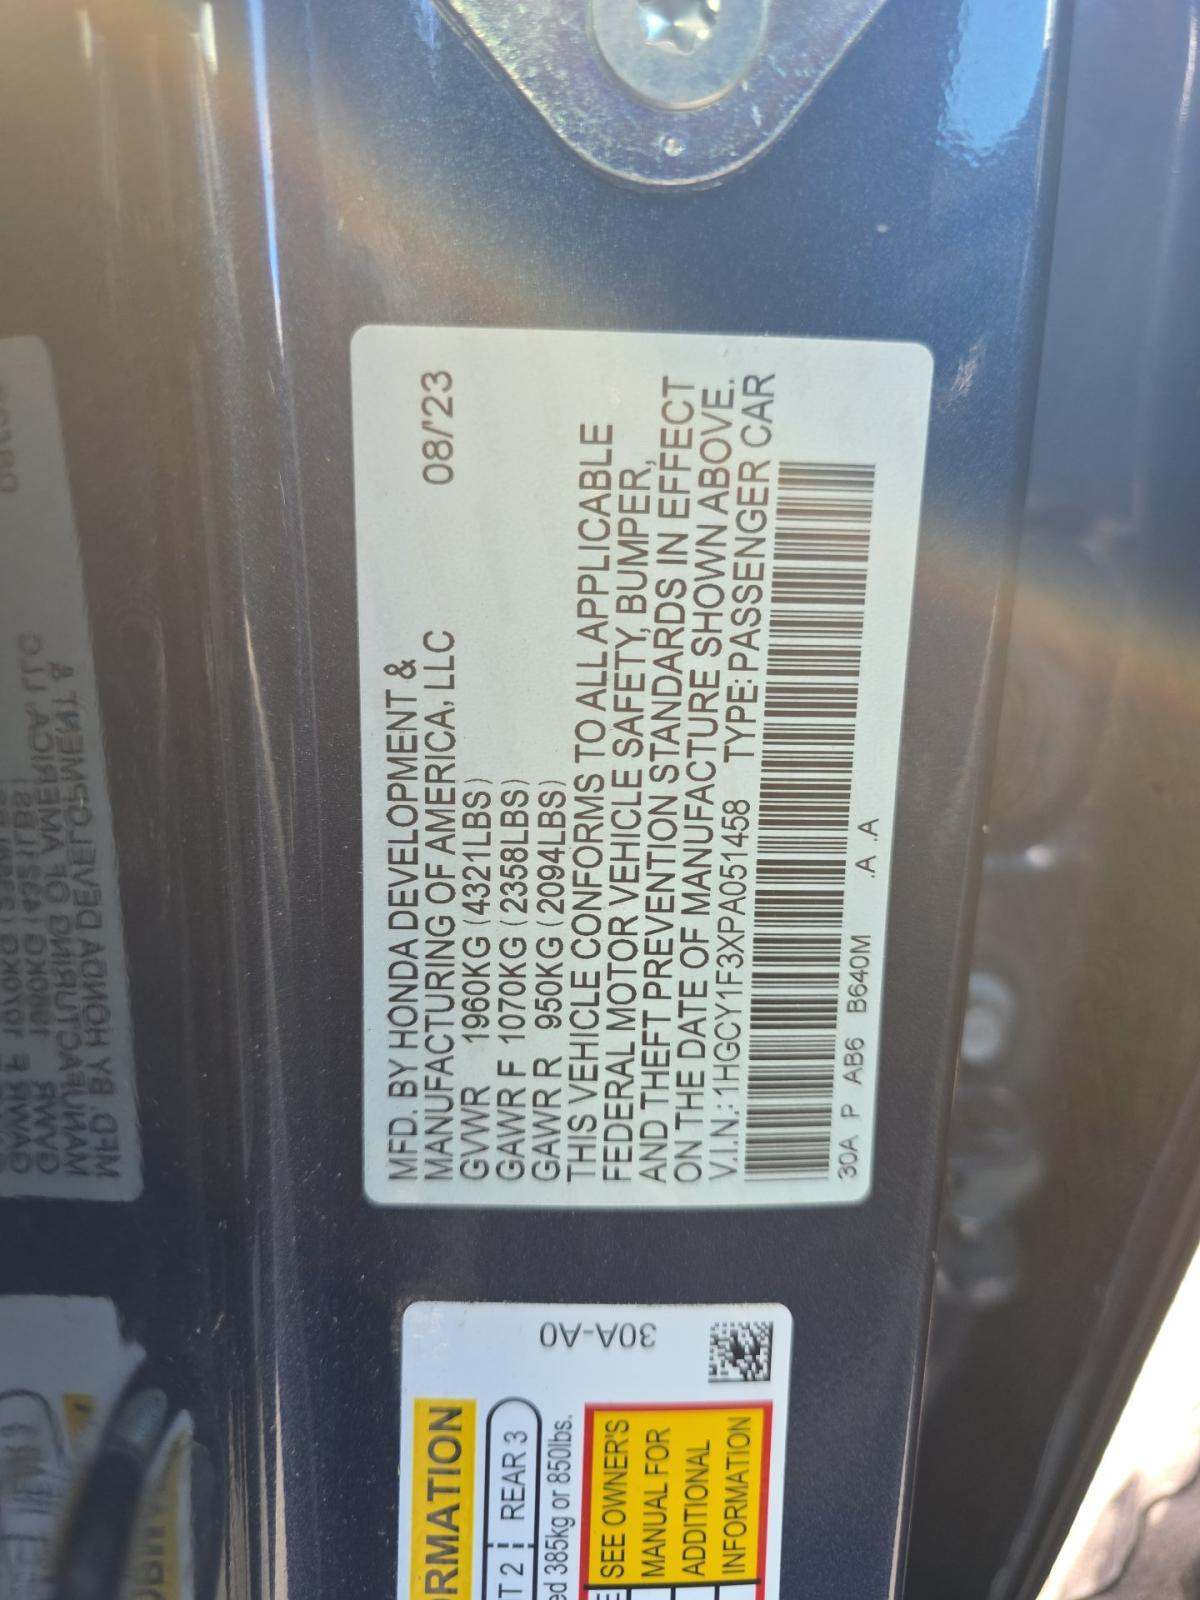 MFD. BY HONDA DEVELOPMENT &
MANUFACTURING OF AMERICA, LLC 08/'23
GVWR 1960KG (4321LBS)
GAWR F 1070KG (2358LBS)
GAWR R 950KG (2094LBS)
THIS VEHICLE CONFORMS TO ALL APPLICABLE
FEDERAL MOTOR VEHICLE SAFETY, BUMPER,
AND THEFT PREVENTION STANDARDS IN EFFECT
ON THE DATE OF MANUFACTURE SHOWN ABOVE.
V.I.N.: 1HGCY1F3XPA051458 TYPE: PASSENGER CAR
30A P AB6 B640M .A .A
30A-A0
ORMATION
T 2 REAR 3
ed 385kg or 850lbs.
SEE OWNER'S
MANUAL FOR
ADDITIONAL
INFORMATION